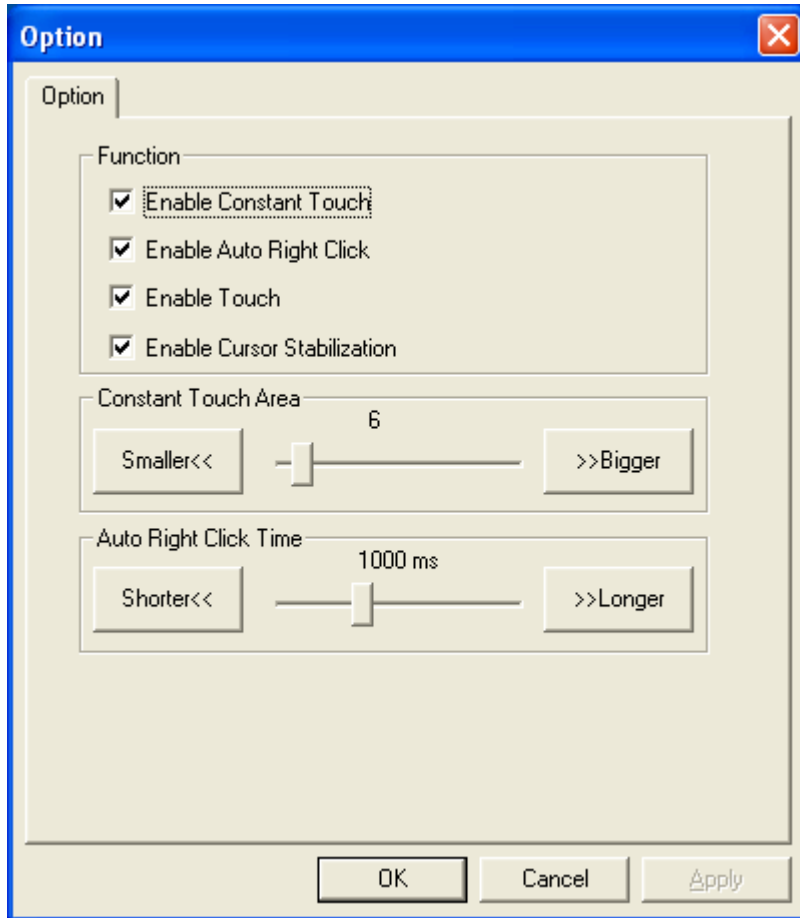 Option
Option
Function
Enable Constant Touch
Enable Auto Right Click
Enable Touch
Enable Cursor Stabilization
Constant Touch Area
6
Smaller<<
>>Bigger
Auto Right Click Time
1000 ms
Shorter<<
>>Longer
OK
Cancel
Apply